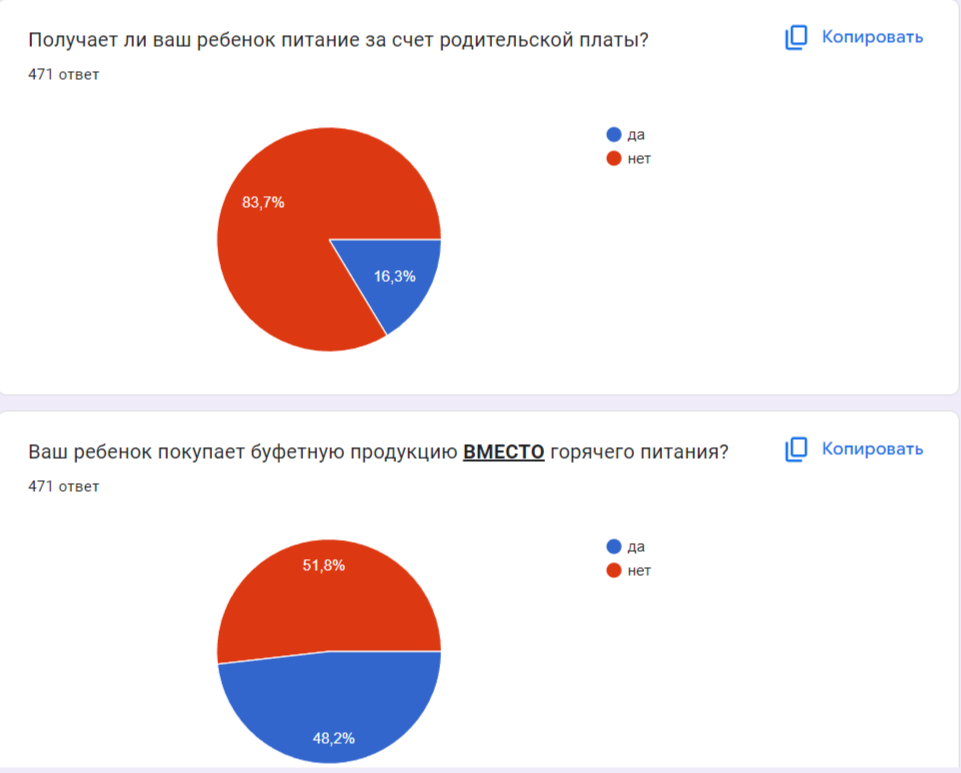 Получает ли ваш ребенок питание за счет родительской платы?
Копировать
471 ответ
да
нет
83,7%
16,3%
Ваш ребенок покупает буфетную продукцию ВМЕСТО горячего питания?
Копировать
471 ответ
да
нет
51,8%
48,2%